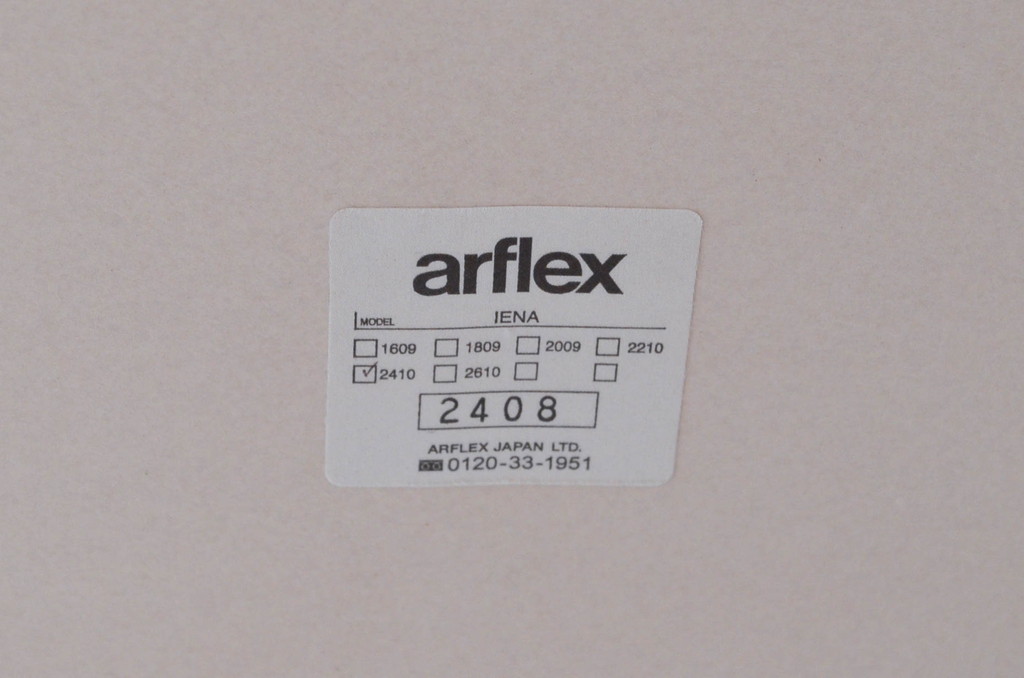 arflex
MODEL IENA
1609 1809 2009 2210
2410 2610
2408
ARFLEX JAPAN LTD.
0120-33-1951